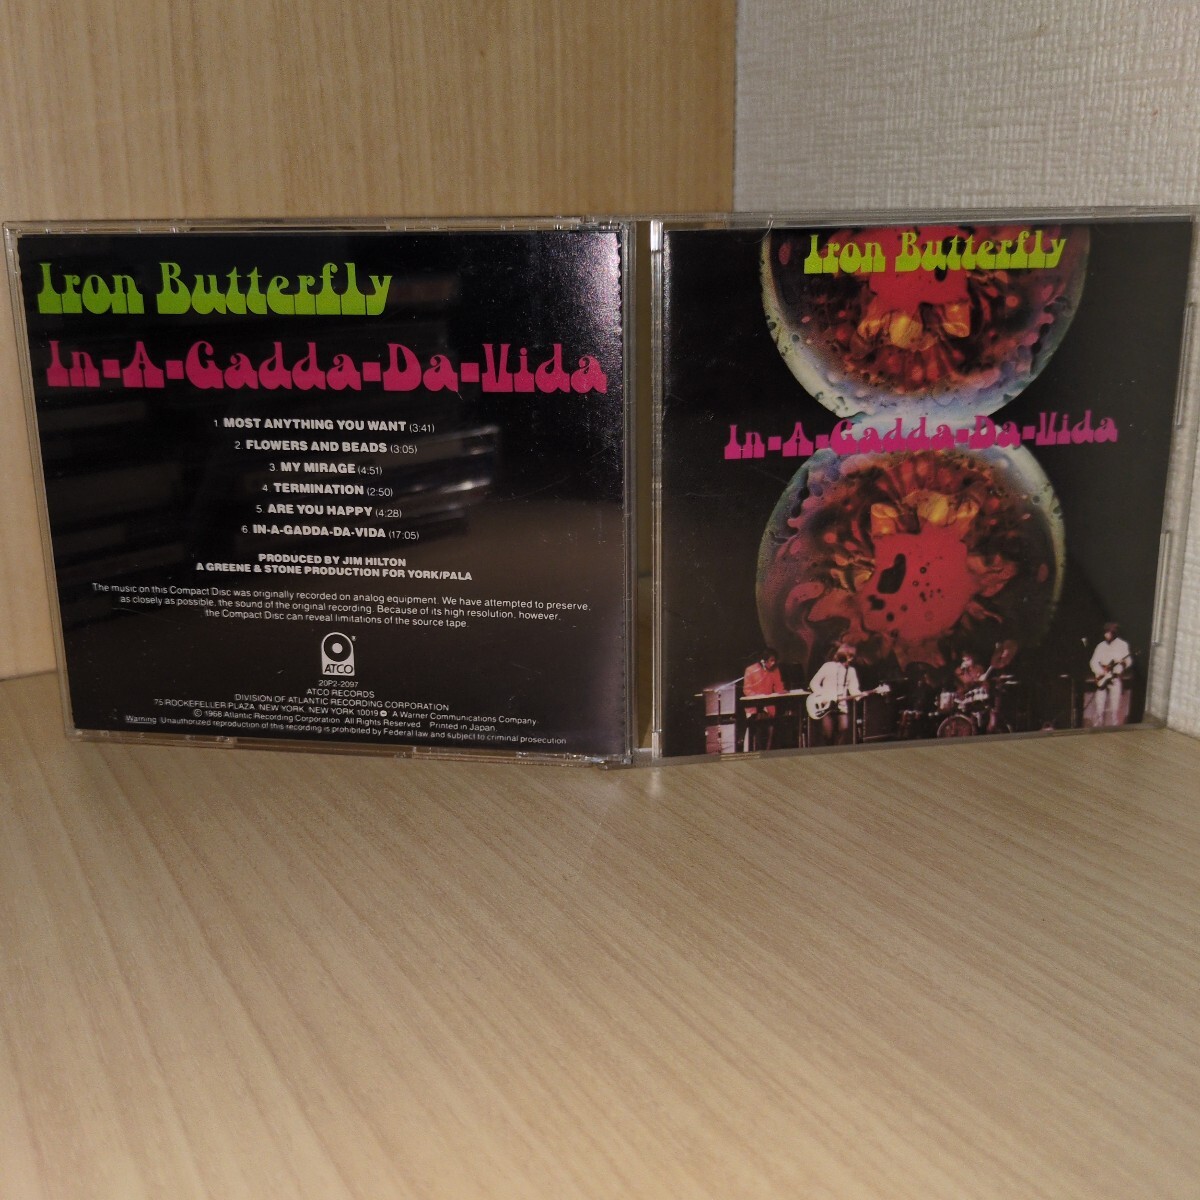 Iron Butterfly
In-A-Gadda-Da-Vida
1. MOST ANYTHING YOU WANT (3:41)
2. FLOWERS AND BEADS (3:05)
3. MY MIRAGE (4:51)
4. TERMINATION (2:50)
5. ARE YOU HAPPY (4:28)
6. IN-A-GADDA-DA-VIDA (17:05)
PRODUCED BY JIM HILTON
A GREENE & STONE PRODUCTION FOR YORK/PALA
The music on this Compact Disc was originally recorded on analog equipment. We have attempted to preserve,
as closely as possible, the sound of the original recording. Because of its high resolution, however,
the Compact Disc can reveal limitations of the source tape.
ATCO
®
20P2-2097
ATCO RECORDS
DIVISION OF ATLANTIC RECORDING CORPORATION
75 ROCKEFELLER PLAZA, NEW YORK, NEW YORK 10019 A Warner Communications Company
© 1968 Atlantic Recording Corporation All Rights Reserved. Printed in Japan.
Warning: Unauthorized reproduction of this recording is prohibited by Federal law and subject to criminal prosecution
Iron Butterfly
In-A-Gadda-Da-Vida